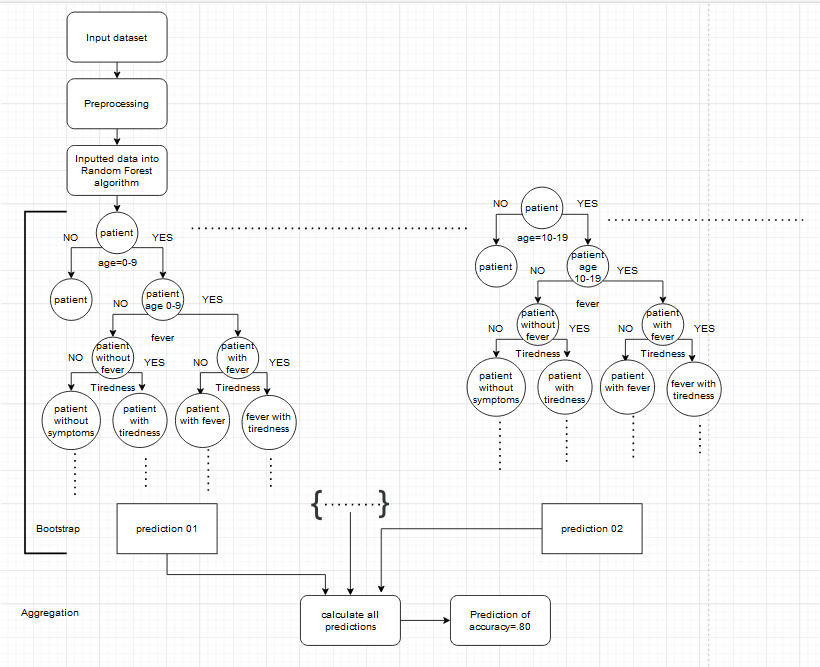 Input dataset
Preprocessing
Inputted data into
Random Forest
algorithm
NO
patient
YES
age=0-9
patient
NO
patient
age 0-9
YES
fever
NO
patient
without
fever
YES
NO
patient
with
fever
YES
Tiredness
Tiredness
patient
without
symptoms
patient
with
tiredness
patient
with fever
fever with
tiredness
NO
patient
YES
age=10-19
patient
NO
patient
age
10-19
YES
fever
NO
patient
without
fever
YES
NO
patient
with
fever
YES
Tiredness
Tiredness
patient
without
symptoms
patient
with
tiredness
patient
with fever
fever with
tiredness
{........}
Bootstrap
prediction 01
prediction 02
Aggregation
calculate all
predictions
Prediction of
accuracy=.80